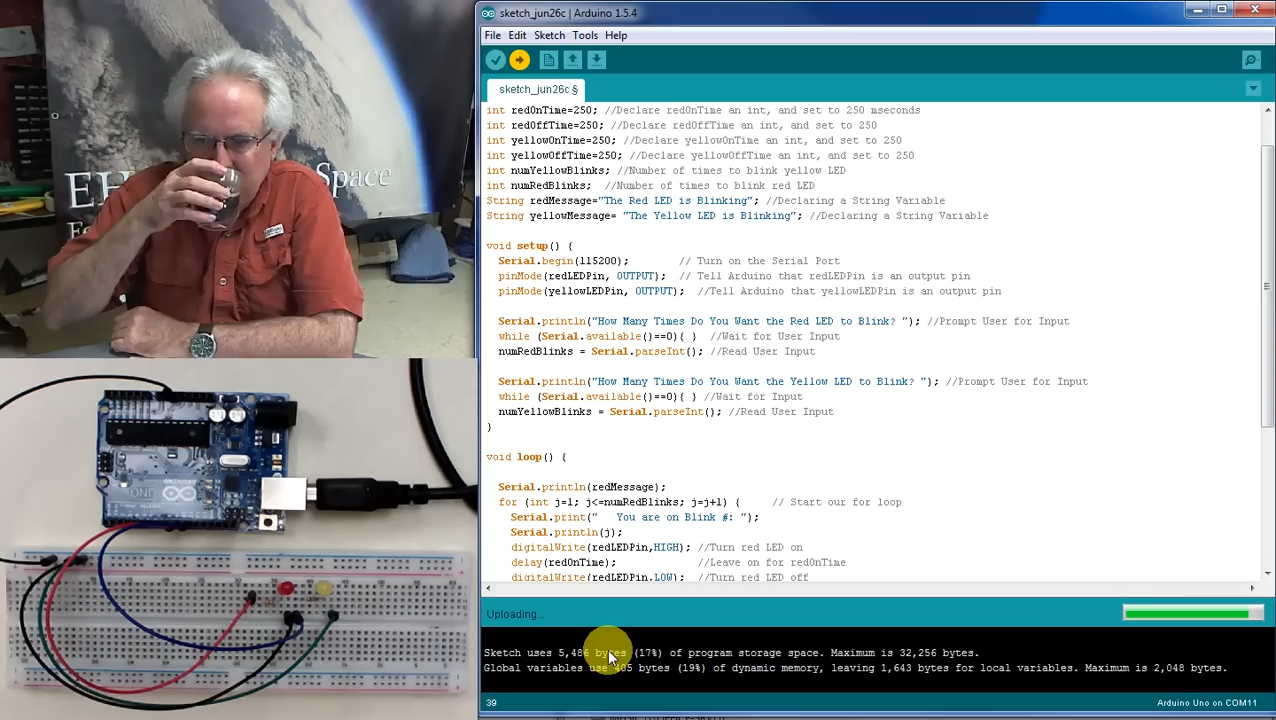 sketch_jun26c | Arduino 1.5.4
File Edit Sketch Tools Help
sketch_jun26c §
int redOnTime=250; //Declare redOnTime an int, and set to 250 mseconds
int redOffTime=250; //Declare redOffTime an int, and set to 250
int yellowOnTime=250; //Declare yellowOnTime an int, and set to 250
int yellowOffTime=250; //Declare yellowOffTime an int, and set to 250
int numYellowBlinks; //Number of times to blink yellow LED
int numRedBlinks;  //Number of times to blink red LED
String redMessage="The Red LED is Blinking"; //Declaring a String Variable
String yellowMessage= "The Yellow LED is Blinking"; //Declaring a String Variable
void setup() {
Serial.begin(115200);        // Turn on the Serial Port
pinMode(redLEDPin, OUTPUT);  // Tell Arduino that redLEDPin is an output pin
pinMode(yellowLEDPin, OUTPUT);  //Tell Arduino that yellowLEDPin is an output pin
Serial.println("How Many Times Do You Want the Red LED to Blink? "); //Prompt User for Input
while (Serial.available()==0){ }  //Wait for User Input
numRedBlinks = Serial.parseInt(); //Read User Input
Serial.println("How Many Times Do You Want the Yellow LED to Blink? "); //Prompt User for Input
while (Serial.available()==0){ }  //Wait for Input
numYellowBlinks = Serial.parseInt(); //Read User Input
}
void loop() {
Serial.println(redMessage);
for (int j=1; j<=numRedBlinks; j=j+1) {     // Start our for loop
Serial.print("   You are on Blink #: ");
Serial.println(j);
digitalWrite(redLEDPin,HIGH); //Turn red LED on
delay(redOnTime);             //Leave on for redOnTime
digitalWrite(redLEDPin,LOW); //Turn red LED off
Uploading...
Sketch uses 5,486 bytes (17%) of program storage space. Maximum is 32,256 bytes.
Global variables use 405 bytes (19%) of dynamic memory, leaving 1,643 bytes for local variables. Maximum is 2,048 bytes.
39
Arduino Uno on COM11
Space
UNO